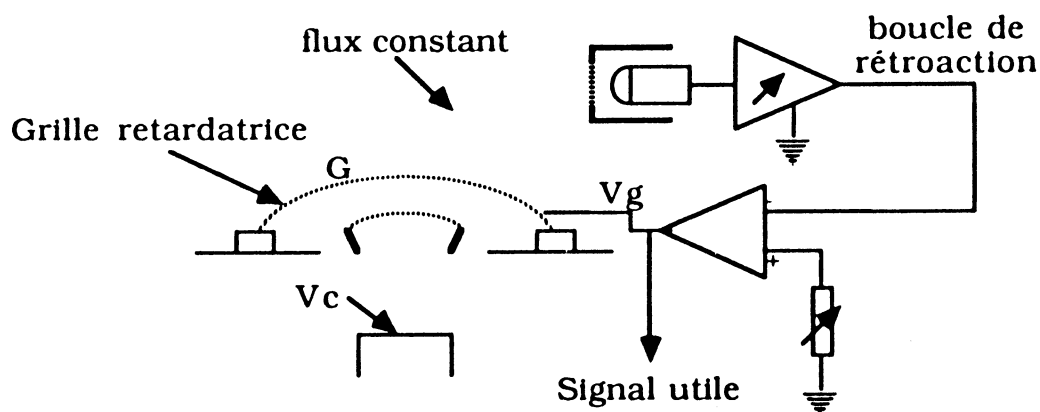 boucle de
rétroaction
flux constant
Grille retardatrice
G
Vg
-
+
Vc
Signal utile